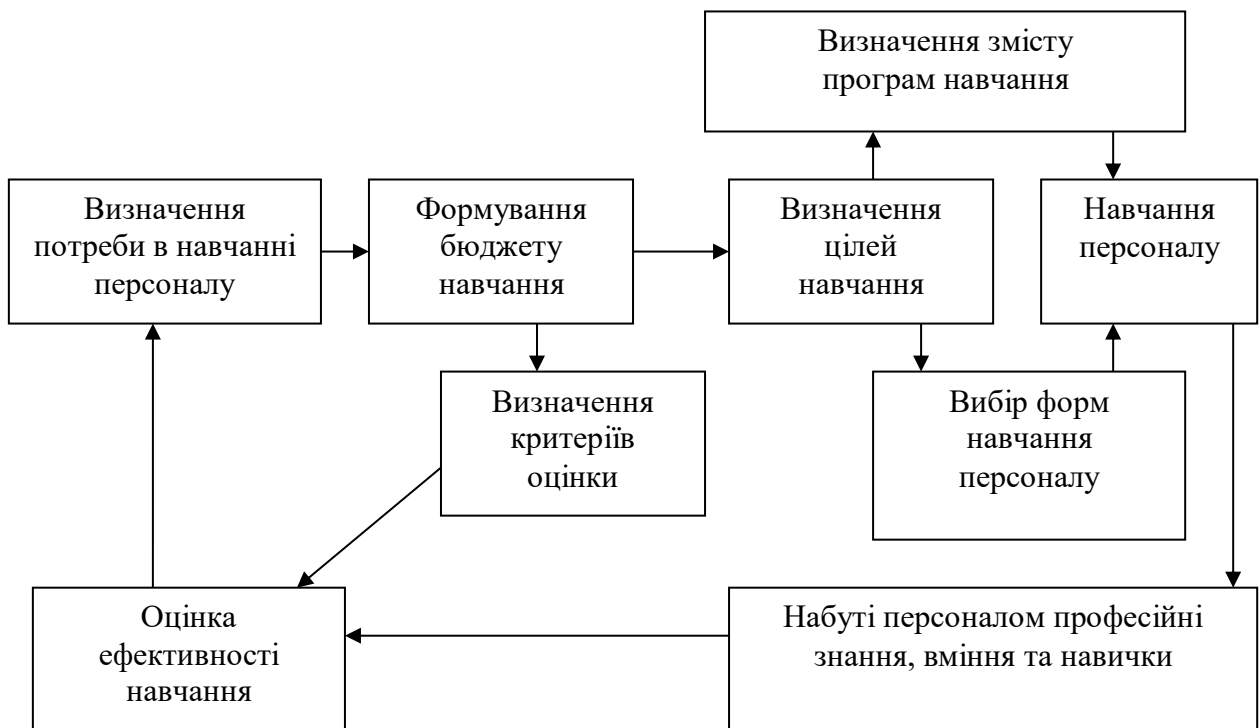 Визначення змісту
програм навчання
Визначення
потреби в навчанні
персоналу
Формування
бюджету
навчання
Визначення
цілей
навчання
Навчання
персоналу
Визначення
критеріїв
оцінки
Вибір форм
навчання
персоналу
Оцінка
ефективності
навчання
Набуті персоналом професійні
знання, вміння та навички